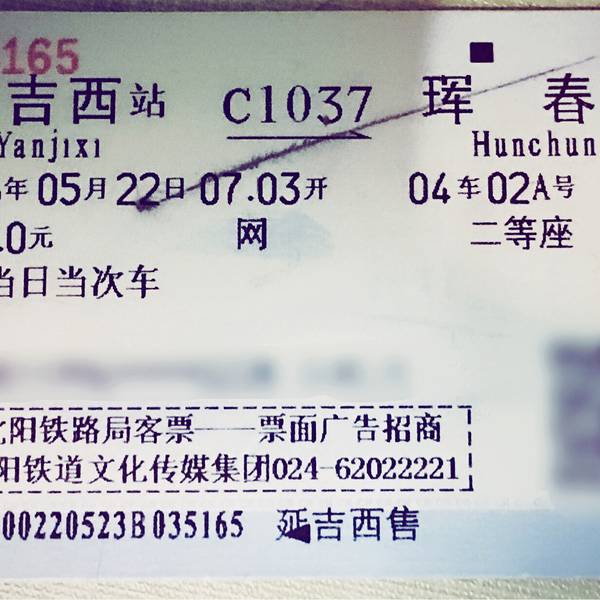 165
吉西站 C1037 珲春
Yanjixi Hunchun
年05月22日07.03开 04车02A号
.0元 网 二等座
当日当次车
阳铁路局客票——票面广告招商
阳铁道文化传媒集团024-62022221
00220523B035165 延吉西售